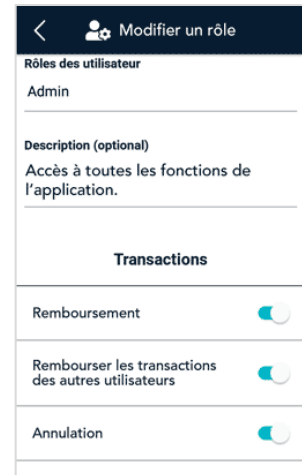 Modifier un rôle
Rôles des utilisateur
Admin
Description (optional)
Accès à toutes les fonctions de
l'application.
Transactions
Remboursement
Rembourser les transactions
des autres utilisateurs
Annulation